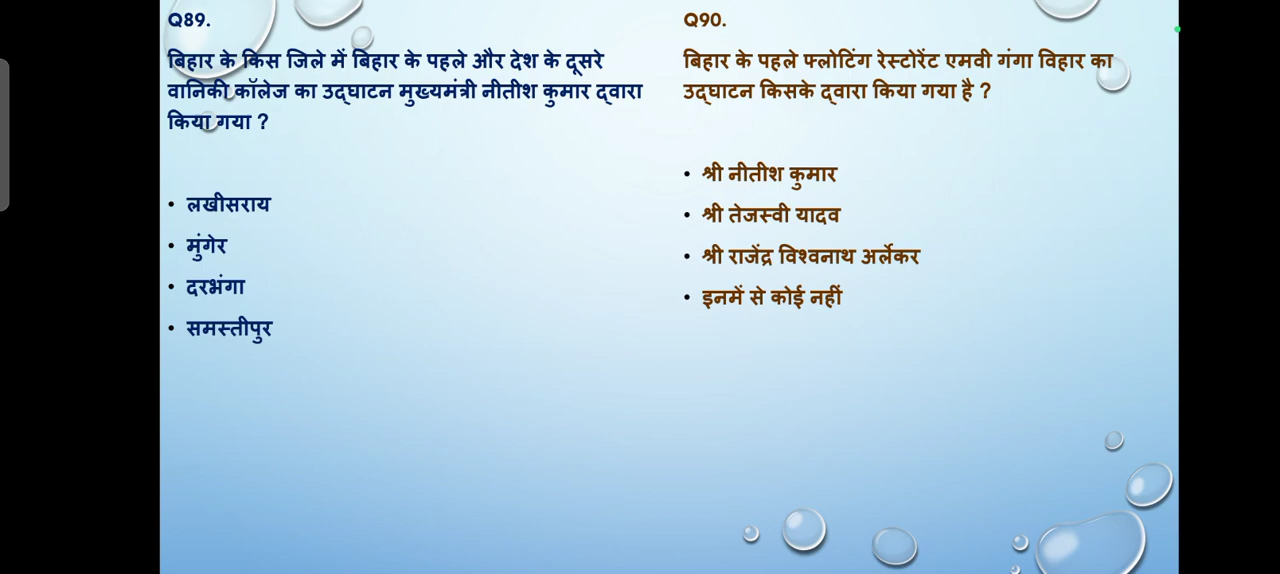 Q89.
बिहार के किस जिले में बिहार के पहले और देश के दूसरे
वानिकी कॉलेज का उद्घाटन मुख्यमंत्री नीतीश कुमार द्वारा
किया गया ?
• लखीसराय
• मुंगेर
• दरभंगा
• समस्तीपुर
Q90.
बिहार के पहले फ्लोटिंग रेस्टोरेंट एमवी गंगा विहार का
उद्घाटन किसके द्वारा किया गया है ?
• श्री नीतीश कुमार
• श्री तेजस्वी यादव
• श्री राजेंद्र विश्वनाथ अर्लेकर
• इनमें से कोई नहीं